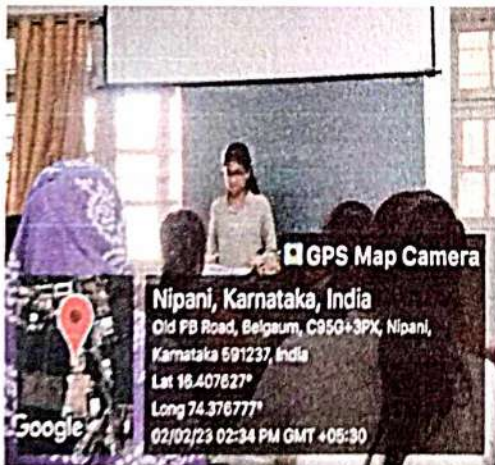 GPS Map Camera
Nipani, Karnataka, India
Old PB Road, Belgaum, C95G+3PX, Nipani,
Karnataka 591237, India
Lat 16.407627°
Long 74.376777°
02/02/23 02:34 PM GMT +05:30
Google